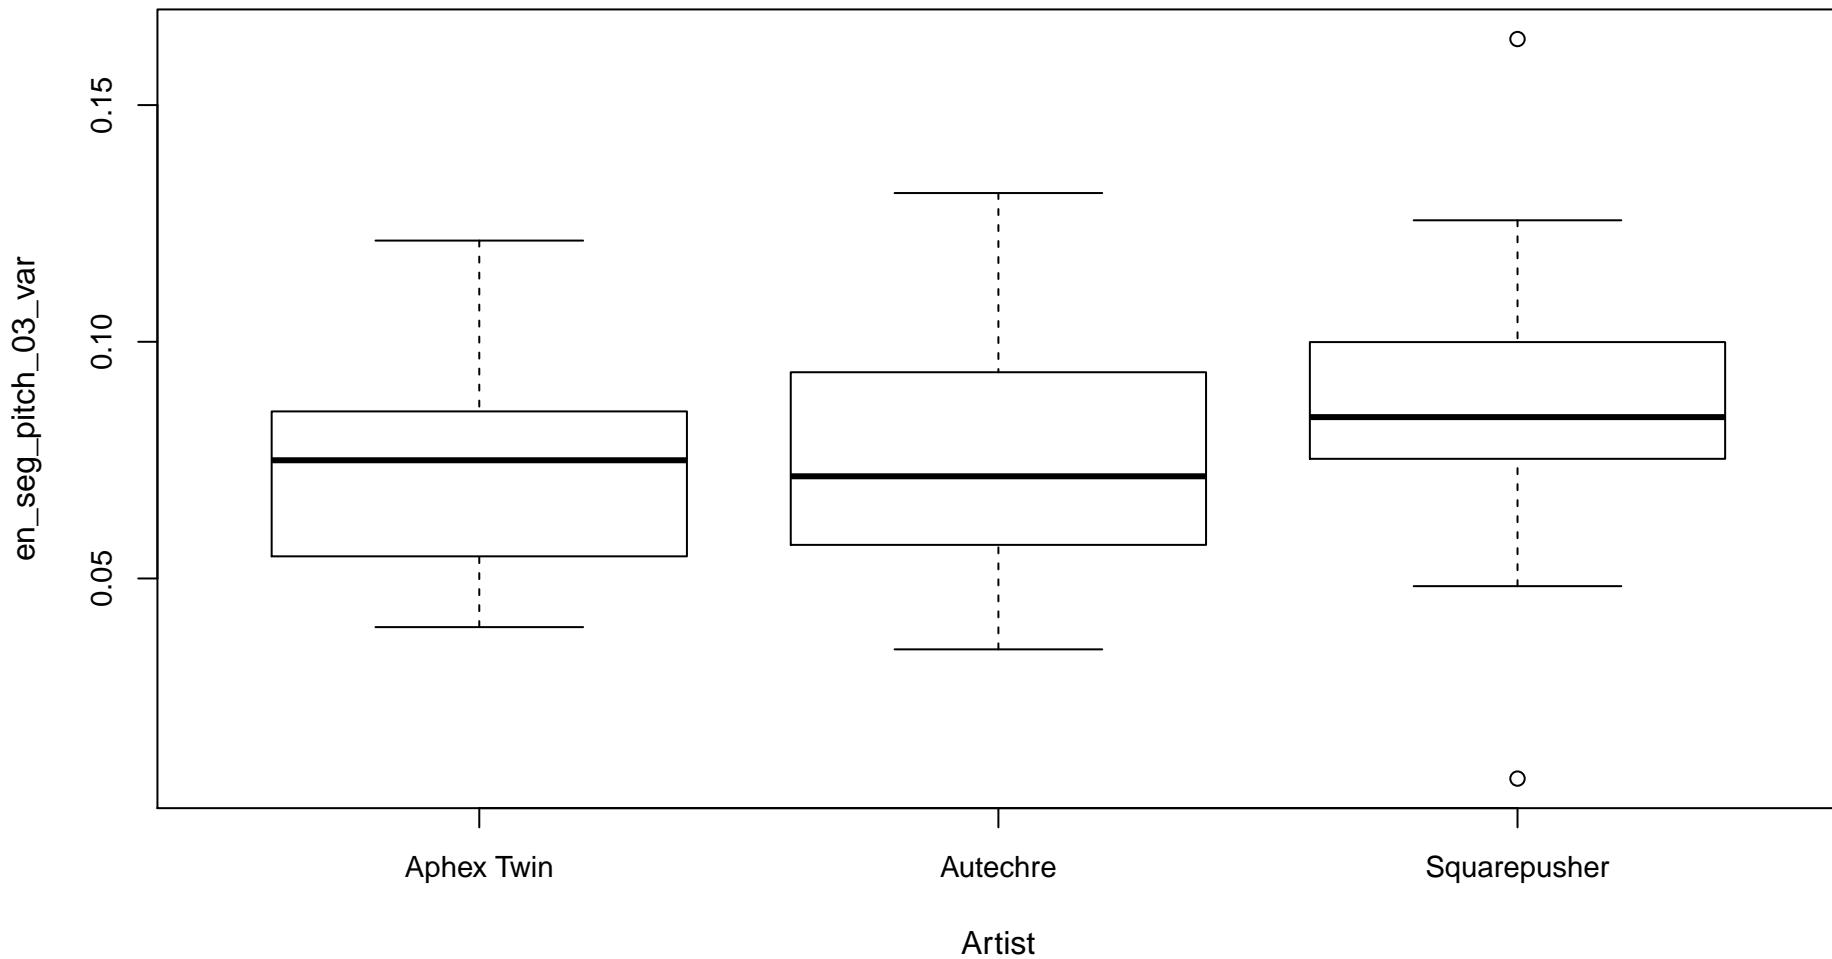 en_seg_pitch_03_var
0.15
0.10
0.05
Aphex Twin
Autechre
Squarepusher
Artist